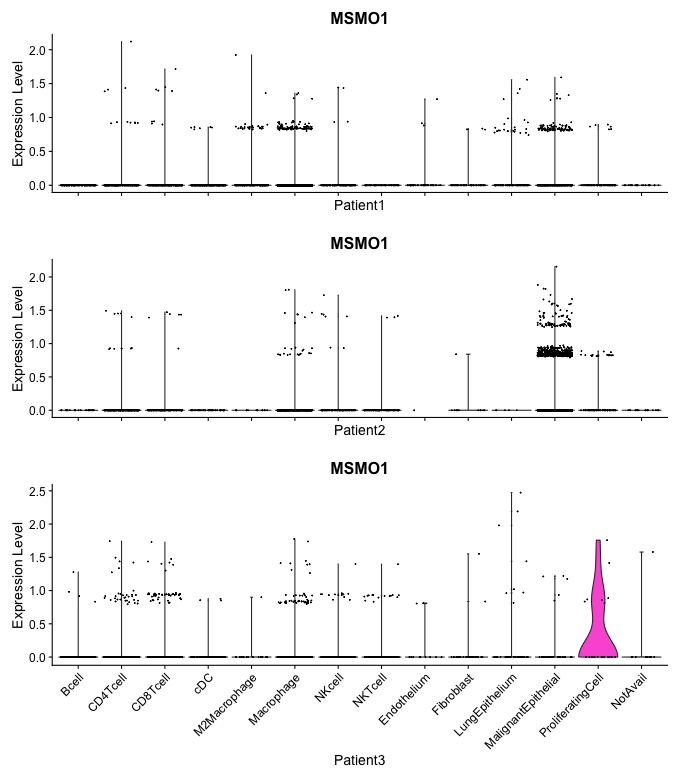 MSMO1
Expression Level
2.0
1.5
1.0
0.5
0.0
Patient1
MSMO1
Expression Level
2.0
1.5
1.0
0.5
0.0
Patient2
MSMO1
Expression Level
2.5
2.0
1.5
1.0
0.5
0.0
Bcell
CD4Tcell
CD8Tcell
cDC
M2Macrophage
Macrophage
NKcell
NKTcell
Endothelium
Fibroblast
LungEpithelium
MalignantEpithelial
ProliferatingCell
NotAvail
Patient3